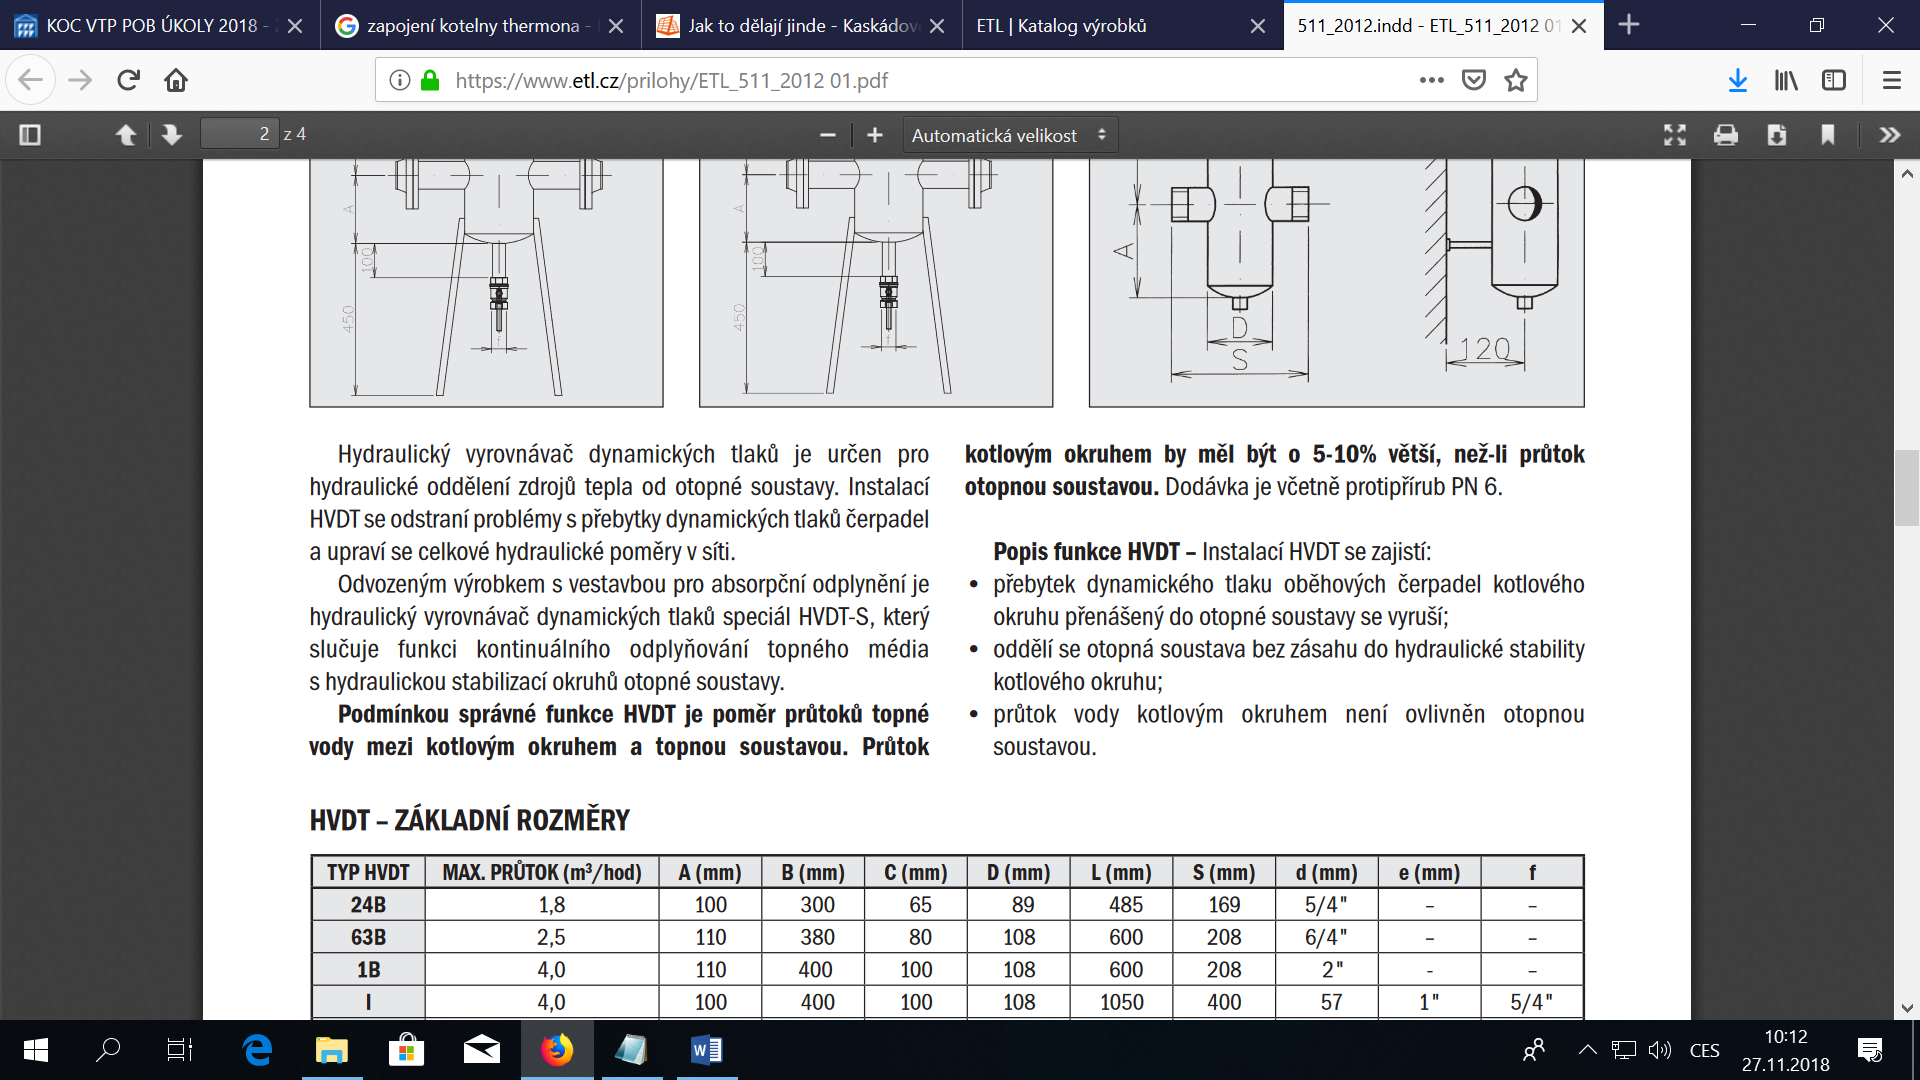 KOC VTP POB ÚKOLY 2018 - 2
zapojení kotelny thermona -
Jak to dělají jinde - Kaskádov
ETL | Katalog výrobků
511_2012.indd - ETL_511_2012 01
https://www.etl.cz/prilohy/ETL_511_2012 01.pdf
2 z 4
Automatická velikost
A
100
450
f
A
100
450
f
A
D
S
120
Hydraulický vyrovnávač dynamických tlaků je určen pro
hydraulické oddělení zdrojů tepla od otopné soustavy. Instalací
HVDT se odstraní problémy s přebytky dynamických tlaků čerpadel
a upraví se celkové hydraulické poměry v síti.
Odvozeným výrobkem s vestavbou pro absorpční odplynění je
hydraulický vyrovnávač dynamických tlaků speciál HVDT-S, který
slučuje funkci kontinuálního odplyňování topného média
s hydraulickou stabilizací okruhů otopné soustavy.
Podmínkou správné funkce HVDT je poměr průtoků topné
vody mezi kotlovým okruhem a topnou soustavou. Průtok
kotlovým okruhem by měl být o 5-10% větší, než-li průtok
otopnou soustavou. Dodávka je včetně protipřírub PN 6.
Popis funkce HVDT – Instalací HVDT se zajistí:
• přebytek dynamického tlaku oběhových čerpadel kotlového
okruhu přenášený do otopné soustavy se vyruší;
• oddělí se otopná soustava bez zásahu do hydraulické stability
kotlového okruhu;
• průtok vody kotlovým okruhem není ovlivněn otopnou
soustavou.
HVDT – ZÁKLADNÍ ROZMĚRY
TYP HVDT MAX. PRŮTOK (m³/hod) A (mm) B (mm) C (mm) D (mm) L (mm) S (mm) d (mm) e (mm) f
24B 1,8 100 300 65 89 485 169 5/4" – –
63B 2,5 110 380 80 108 600 208 6/4" – –
1B 4,0 110 400 100 108 600 208 2" - –
I 4,0 100 400 100 108 1050 400 57 1" 5/4"
CES
10:12
27.11.2018